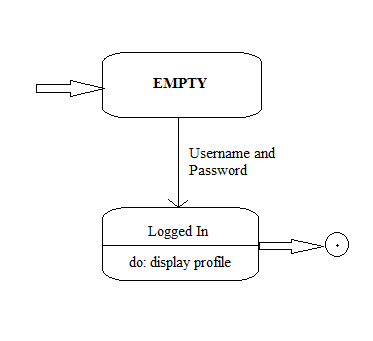 EMPTY
Username and
Password
Logged In
do: display profile